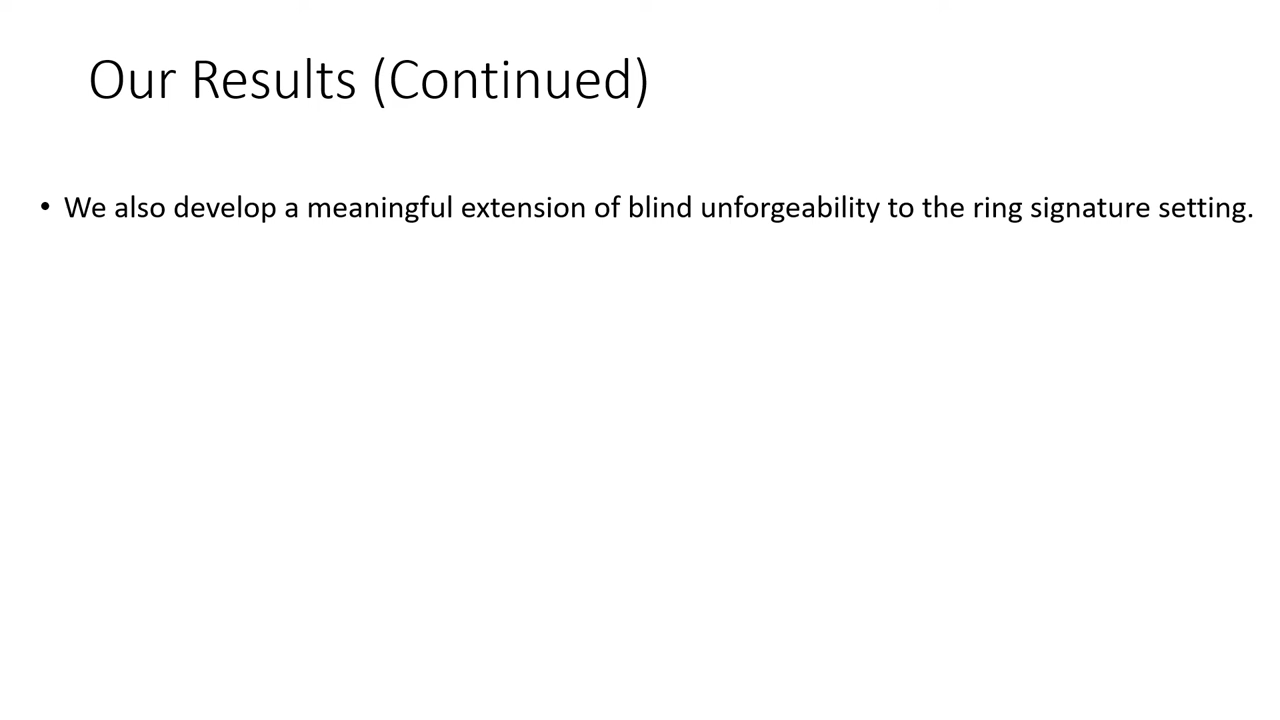 Our Results (Continued)
• We also develop a meaningful extension of blind unforgeability to the ring signature setting.